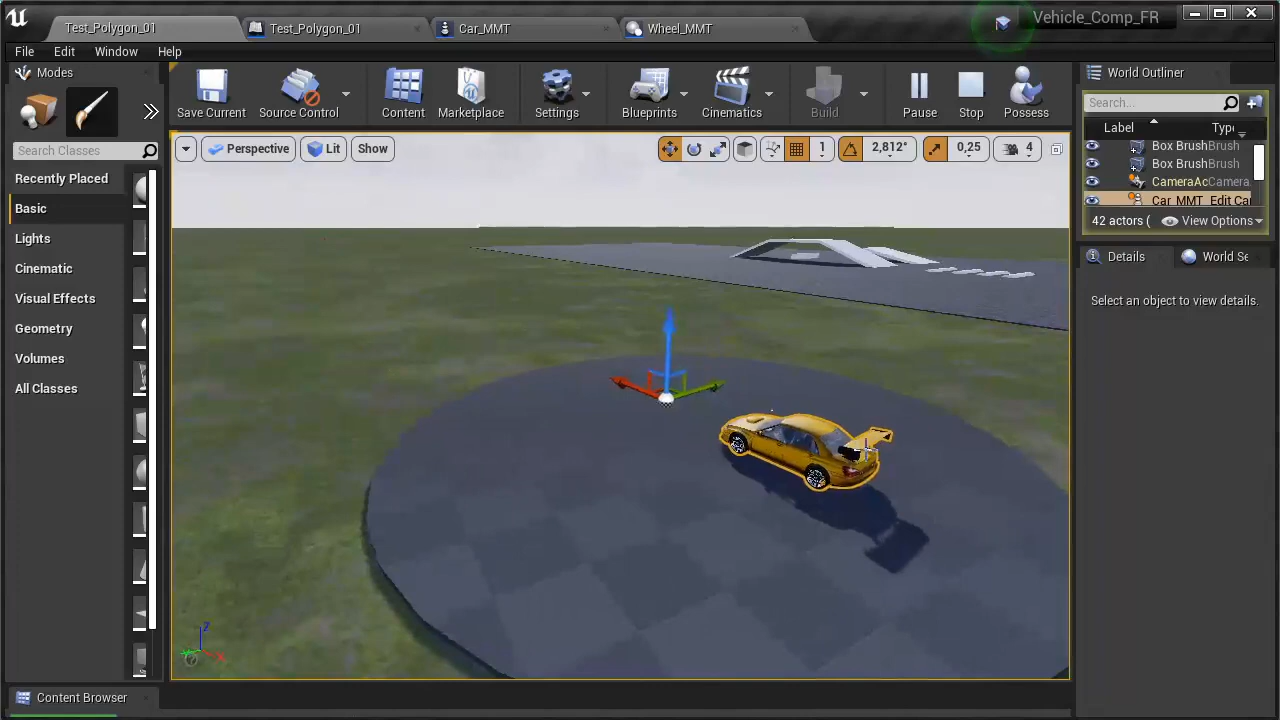 Test_Polygon_01
Test_Polygon_01
Car_MMT
Wheel_MMT
Vehicle_Comp_FR
File Edit Window Help
Modes
Search Classes
Recently Placed
Basic
Lights
Cinematic
Visual Effects
Geometry
Volumes
All Classes
Save Current
Source Control
Content
Marketplace
Settings
Blueprints
Cinematics
Build
Pause
Stop
Possess
Perspective
Lit
Show
1
2,812°
0,25
4
Z
X
World Outliner
Search...
Label
Type
Box Brush Brush
Box Brush Brush
CameraAc Camera
Car_MMT Edit Ca
42 actors ( View Options
Details
World Se
Select an object to view details.
Content Browser